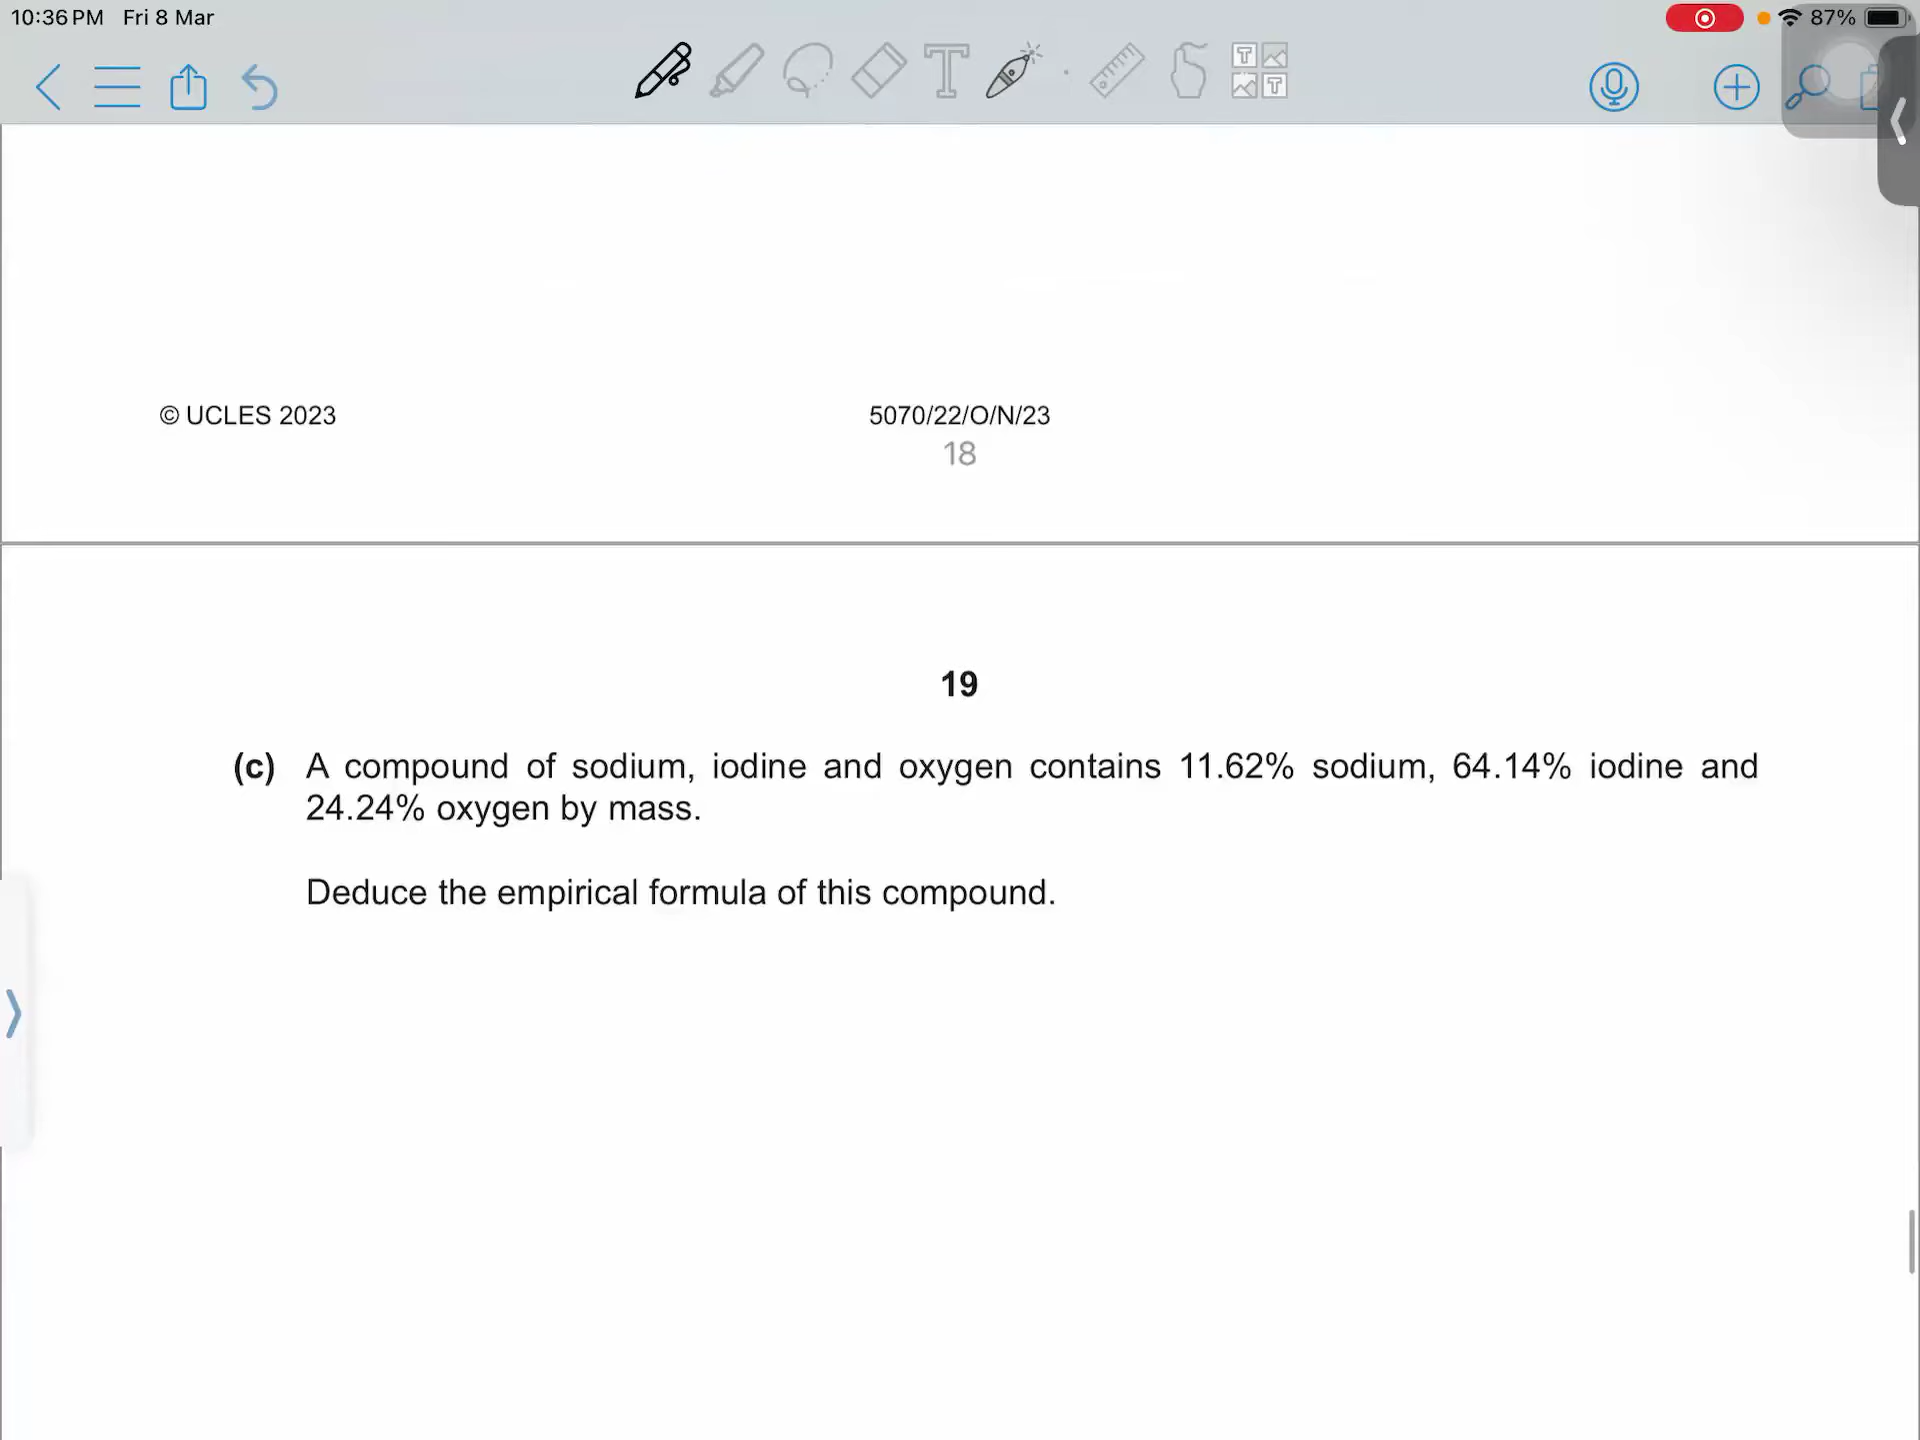 10:36 PM Fri 8 Mar
87%
© UCLES 2023
5070/22/O/N/23
18
19
(c) A compound of sodium, iodine and oxygen contains 11.62% sodium, 64.14% iodine and
24.24% oxygen by mass.
Deduce the empirical formula of this compound.